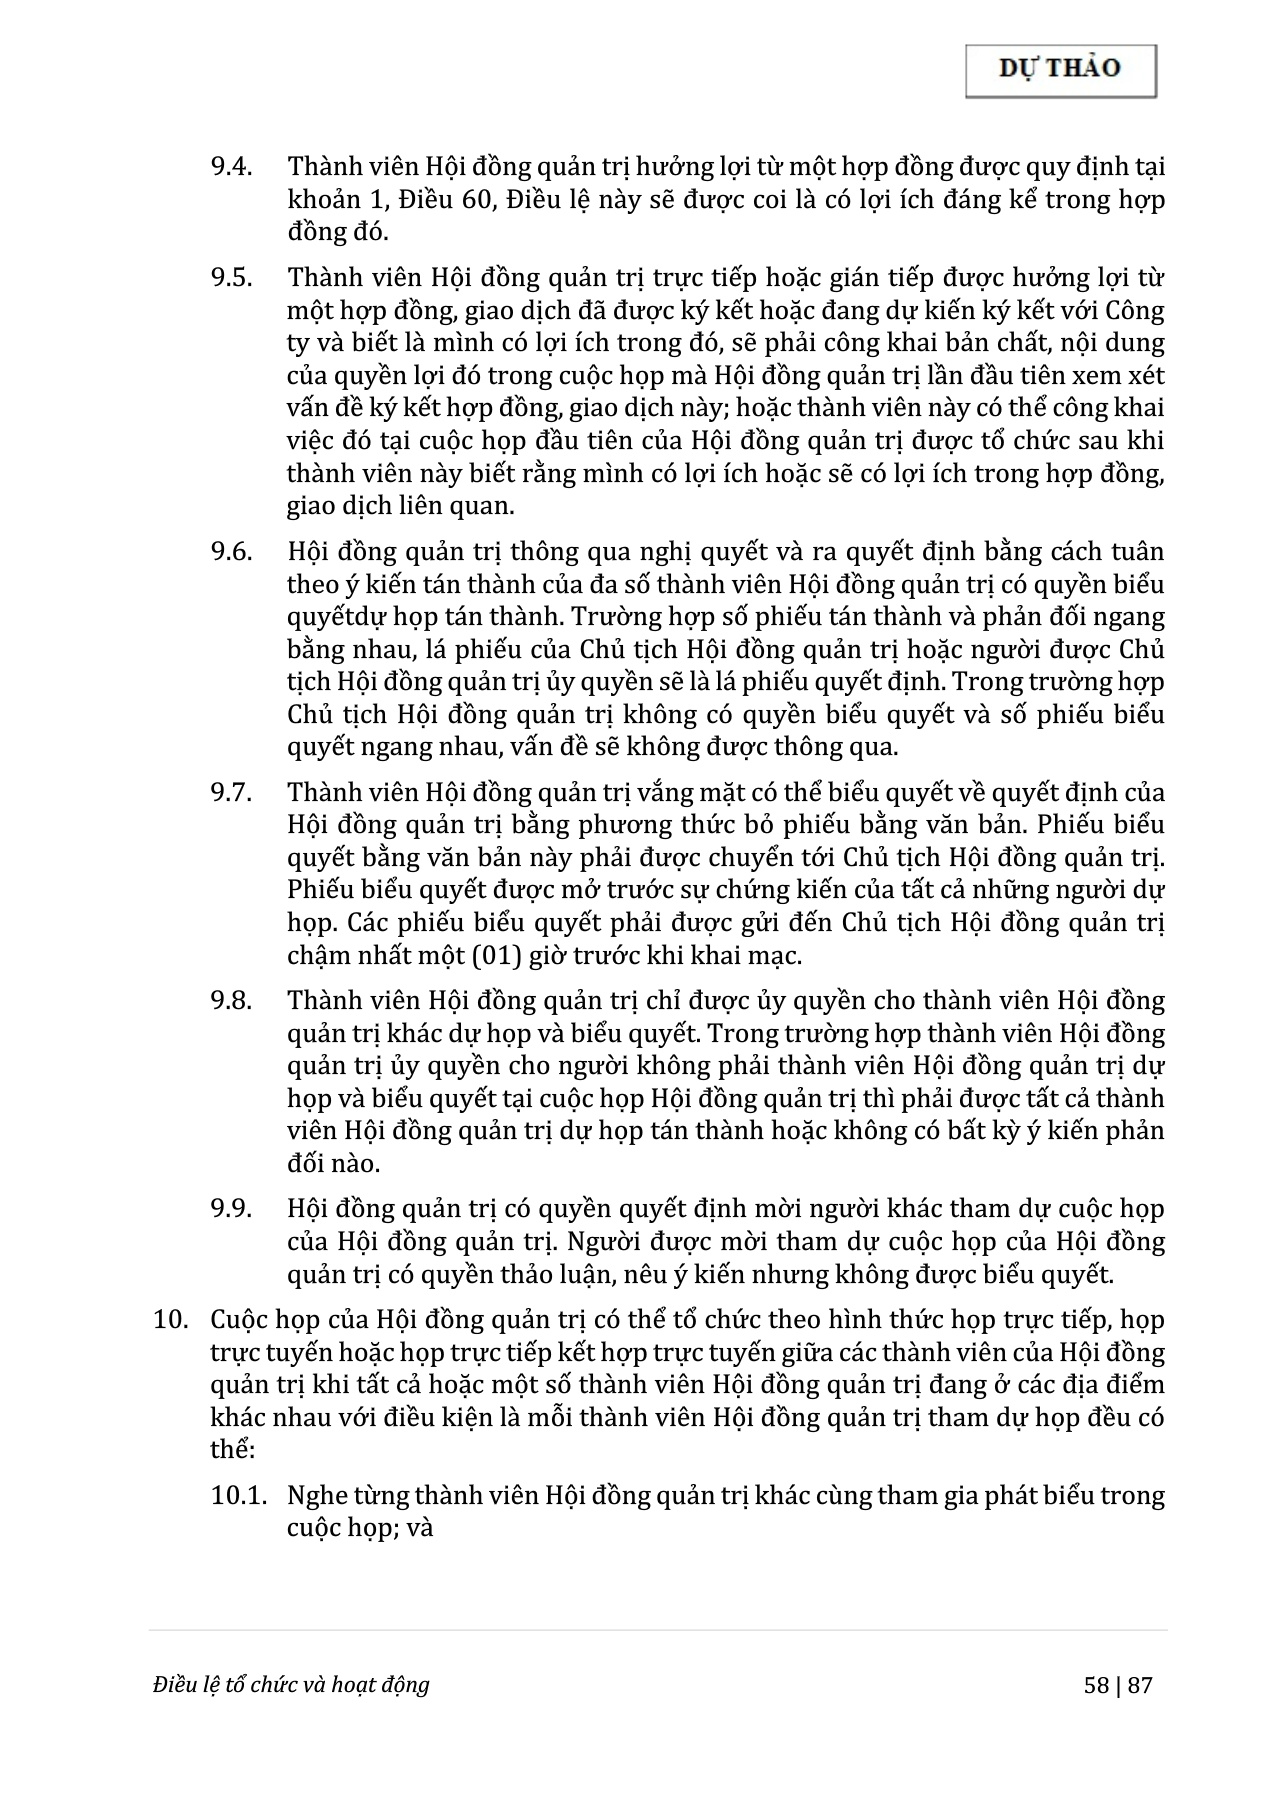 DỰ THẢO
9.4. Thành viên Hội đồng quản trị hưởng lợi từ một hợp đồng được quy định tại
khoản 1, Điều 60, Điều lệ này sẽ được coi là có lợi ích đáng kể trong hợp
đồng đó.
9.5. Thành viên Hội đồng quản trị trực tiếp hoặc gián tiếp được hưởng lợi từ
một hợp đồng, giao dịch đã được ký kết hoặc đang dự kiến ký kết với Công
ty và biết là mình có lợi ích trong đó, sẽ phải công khai bản chất, nội dung
của quyền lợi đó trong cuộc họp mà Hội đồng quản trị lần đầu tiên xem xét
vấn đề ký kết hợp đồng, giao dịch này; hoặc thành viên này có thể công khai
việc đó tại cuộc họp đầu tiên của Hội đồng quản trị được tổ chức sau khi
thành viên này biết rằng mình có lợi ích hoặc sẽ có lợi ích trong hợp đồng,
giao dịch liên quan.
9.6. Hội đồng quản trị thông qua nghị quyết và ra quyết định bằng cách tuân
theo ý kiến tán thành của đa số thành viên Hội đồng quản trị có quyền biểu
quyếtdự họp tán thành. Trường hợp số phiếu tán thành và phản đối ngang
bằng nhau, lá phiếu của Chủ tịch Hội đồng quản trị hoặc người được Chủ
tịch Hội đồng quản trị ủy quyền sẽ là lá phiếu quyết định. Trong trường hợp
Chủ tịch Hội đồng quản trị không có quyền biểu quyết và số phiếu biểu
quyết ngang nhau, vấn đề sẽ không được thông qua.
9.7. Thành viên Hội đồng quản trị vắng mặt có thể biểu quyết về quyết định của
Hội đồng quản trị bằng phương thức bỏ phiếu bằng văn bản. Phiếu biểu
quyết bằng văn bản này phải được chuyển tới Chủ tịch Hội đồng quản trị.
Phiếu biểu quyết được mở trước sự chứng kiến của tất cả những người dự
họp. Các phiếu biểu quyết phải được gửi đến Chủ tịch Hội đồng quản trị
chậm nhất một (01) giờ trước khi khai mạc.
9.8. Thành viên Hội đồng quản trị chỉ được ủy quyền cho thành viên Hội đồng
quản trị khác dự họp và biểu quyết. Trong trường hợp thành viên Hội đồng
quản trị ủy quyền cho người không phải thành viên Hội đồng quản trị dự
họp và biểu quyết tại cuộc họp Hội đồng quản trị thì phải được tất cả thành
viên Hội đồng quản trị dự họp tán thành hoặc không có bất kỳ ý kiến phản
đối nào.
9.9. Hội đồng quản trị có quyền quyết định mời người khác tham dự cuộc họp
của Hội đồng quản trị. Người được mời tham dự cuộc họp của Hội đồng
quản trị có quyền thảo luận, nêu ý kiến nhưng không được biểu quyết.
10. Cuộc họp của Hội đồng quản trị có thể tổ chức theo hình thức họp trực tiếp, họp
trực tuyến hoặc họp trực tiếp kết hợp trực tuyến giữa các thành viên của Hội đồng
quản trị khi tất cả hoặc một số thành viên Hội đồng quản trị đang ở các địa điểm
khác nhau với điều kiện là mỗi thành viên Hội đồng quản trị tham dự họp đều có
thể:
10.1. Nghe từng thành viên Hội đồng quản trị khác cùng tham gia phát biểu trong
cuộc họp; và
Điều lệ tổ chức và hoạt động 58 | 87